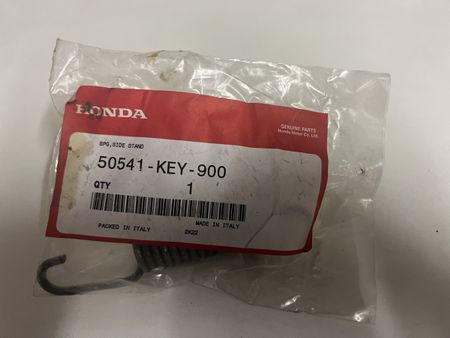 HONDA
GENUINE PARTS
Honda Motor Co., Ltd.
SPG,SIDE STAND
50541-KEY-900
QTY 1
MADE IN ITALY
PACKED IN ITALY 2K22